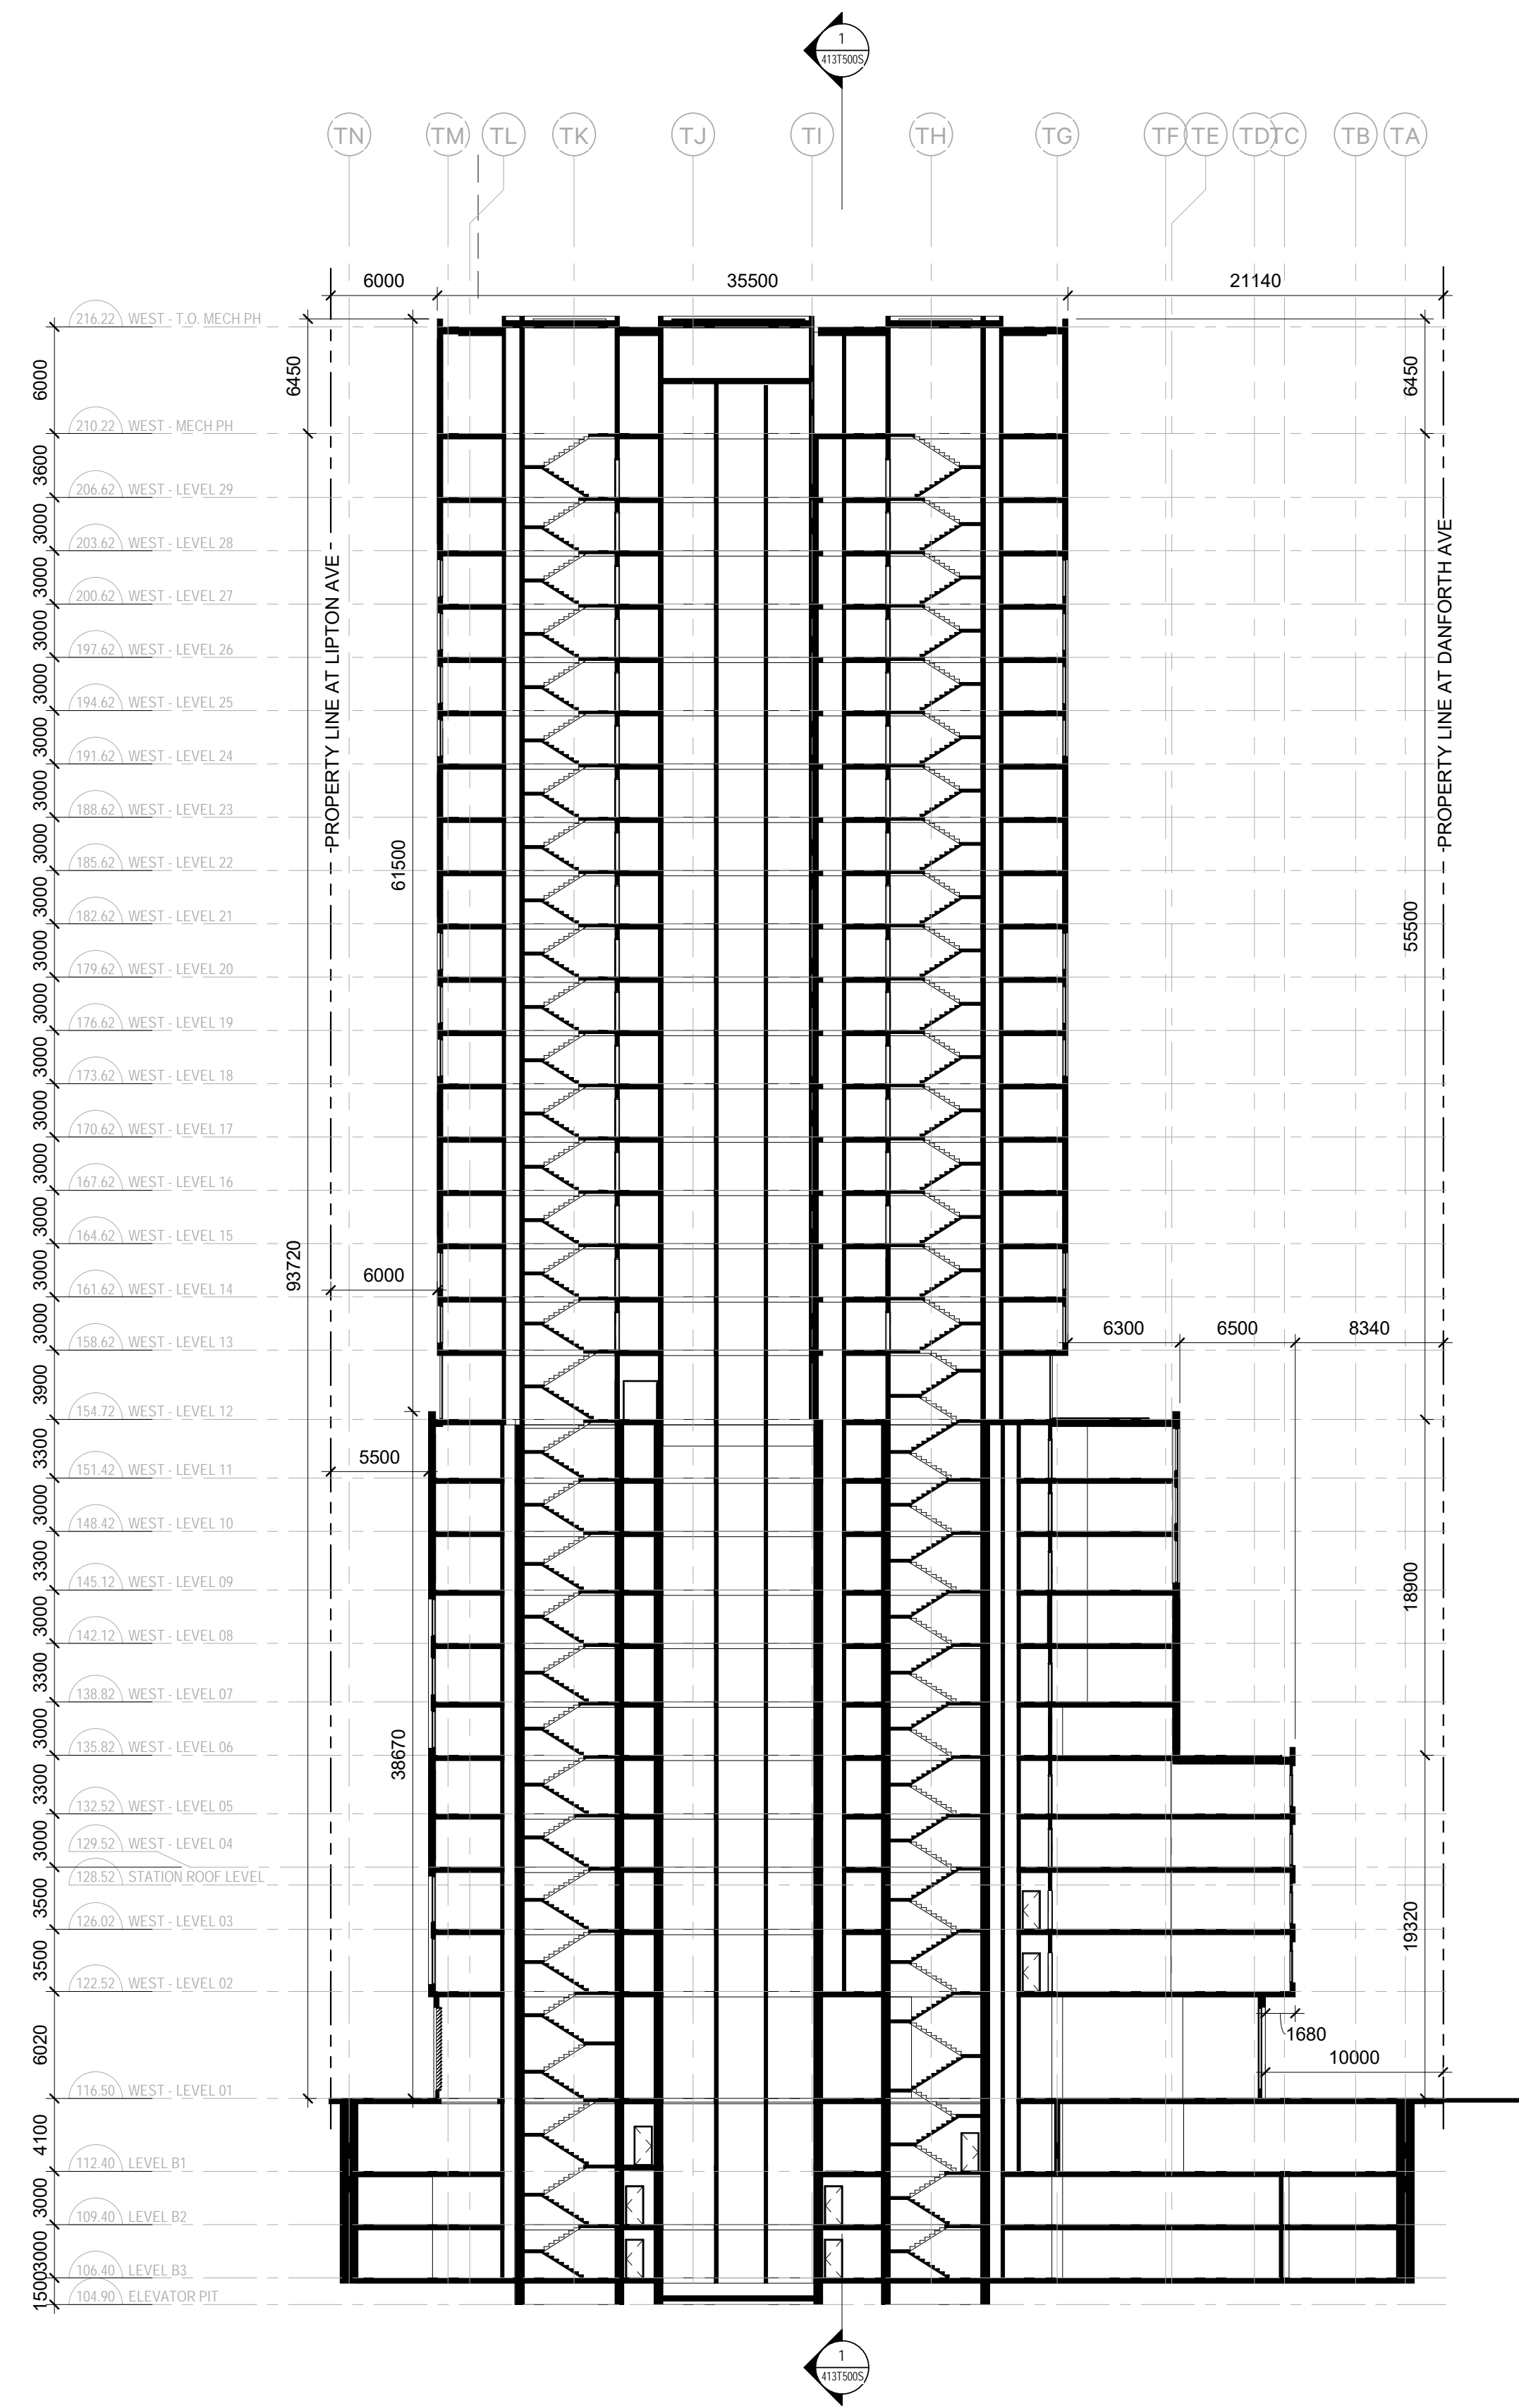 1
413T500S
TN TM TL TK TJ TI TH TG TF TE TD TC TB TA
6000 35500 21140
216.22 WEST - T.O. MECH PH
6000
6450
6450
210.22 WEST - MECH PH
3600
206.62 WEST - LEVEL 29
3000
203.62 WEST - LEVEL 28
3000
200.62 WEST - LEVEL 27
3000
197.62 WEST - LEVEL 26
3000
194.62 WEST - LEVEL 25
3000
191.62 WEST - LEVEL 24
3000
188.62 WEST - LEVEL 23
3000
185.62 WEST - LEVEL 22
3000
182.62 WEST - LEVEL 21
3000
179.62 WEST - LEVEL 20
3000
176.62 WEST - LEVEL 19
3000
173.62 WEST - LEVEL 18
3000
170.62 WEST - LEVEL 17
3000
167.62 WEST - LEVEL 16
3000
164.62 WEST - LEVEL 15
3000
161.62 WEST - LEVEL 14
3000
158.62 WEST - LEVEL 13
3900
154.72 WEST - LEVEL 12
3300
151.42 WEST - LEVEL 11
3000
148.42 WEST - LEVEL 10
3300
145.12 WEST - LEVEL 09
3000
142.12 WEST - LEVEL 08
3300
138.82 WEST - LEVEL 07
3000
135.82 WEST - LEVEL 06
3300
132.52 WEST - LEVEL 05
3000
129.52 WEST - LEVEL 04
128.52 STATION ROOF LEVEL
3500
126.02 WEST - LEVEL 03
3500
122.52 WEST - LEVEL 02
6020
116.50 WEST - LEVEL 01
4100
112.40 LEVEL B1
3000
109.40 LEVEL B2
3000
106.40 LEVEL B3
1500
104.90 ELEVATOR PIT
PROPERTY LINE AT LIPTON AVE
PROPERTY LINE AT DANFORTH AVE
61500
93720
55500
6000
6300 6500 8340
5500
38670
18900
19320
1680
10000
1
413T500S